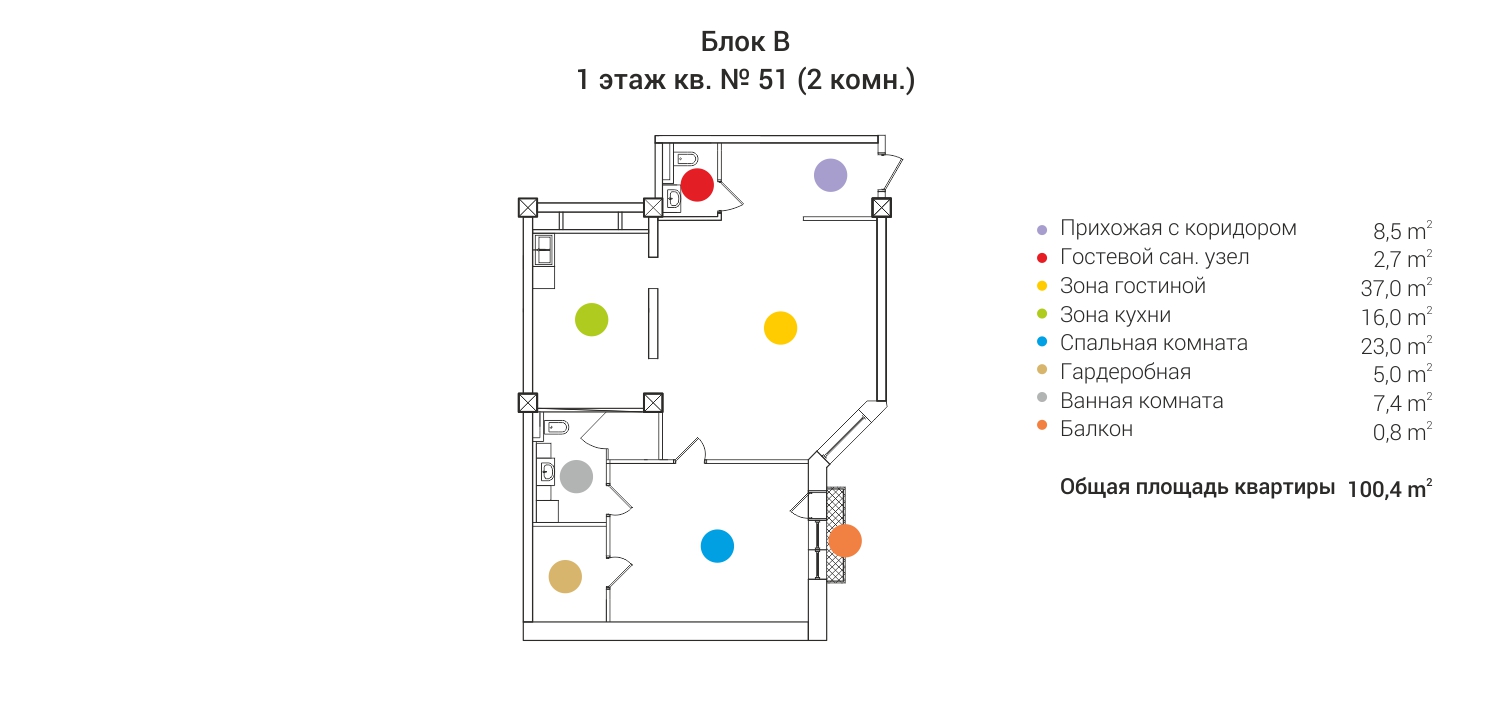 Блок В
1 этаж кв. № 51 (2 комн.)
Прихожая с коридором 8,5 m²
Гостевой сан. узел 2,7 m²
Зона гостиной 37,0 m²
Зона кухни 16,0 m²
Спальная комната 23,0 m²
Гардеробная 5,0 m²
Ванная комната 7,4 m²
Балкон 0,8 m²
Общая площадь квартиры 100,4 m²